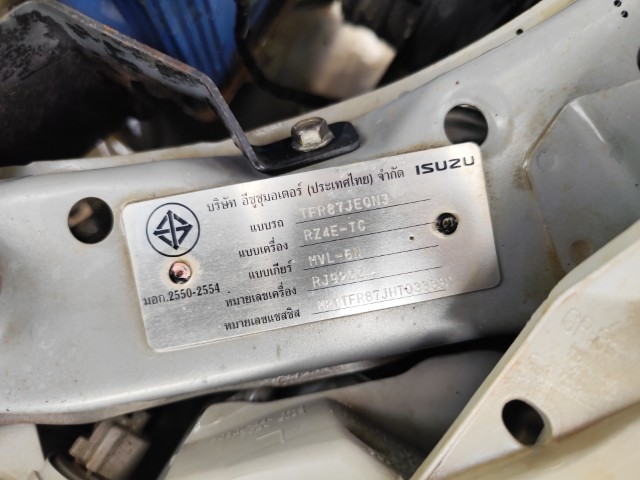 บริษัท อีซูซุมอเตอร์ (ประเทศไทย) จำกัด ISUZU
แบบรถ TFR87JEQN3
แบบเครื่อง RZ4E-TC
แบบเกียร์
หมายเลขเครื่อง
หมายเลขแชสซิส
มอก.2550-2554